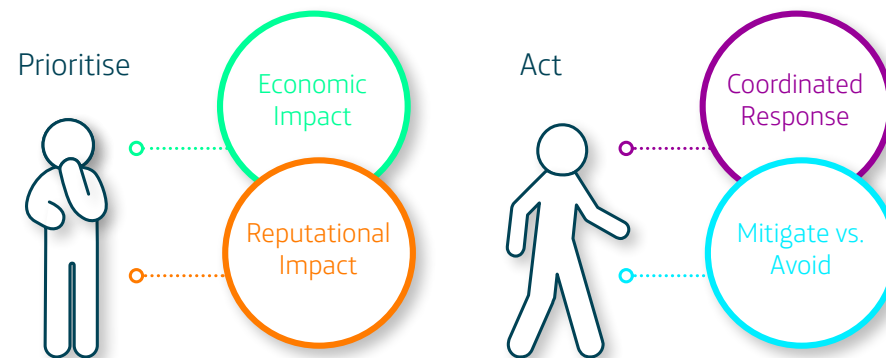 Prioritise
Economic
Impact
Reputational
Impact
Act
Coordinated
Response
Mitigate vs.
Avoid